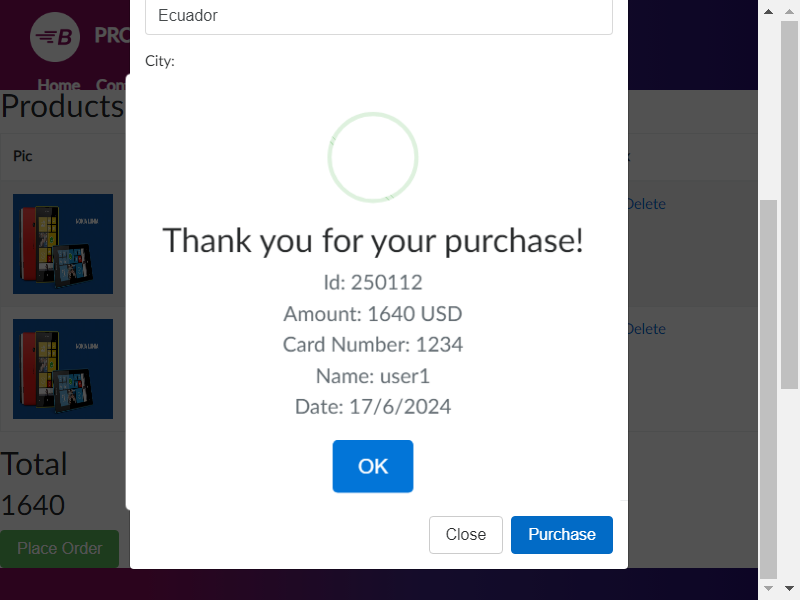 Ecuador
PRO
City:
Home Con
Products
Pic
Delete
Thank you for your purchase!
Id: 250112
Amount: 1640 USD
Card Number: 1234
Delete
Name: user1
Date: 17/6/2024
OK
Total
1640
Close Purchase
Place Order